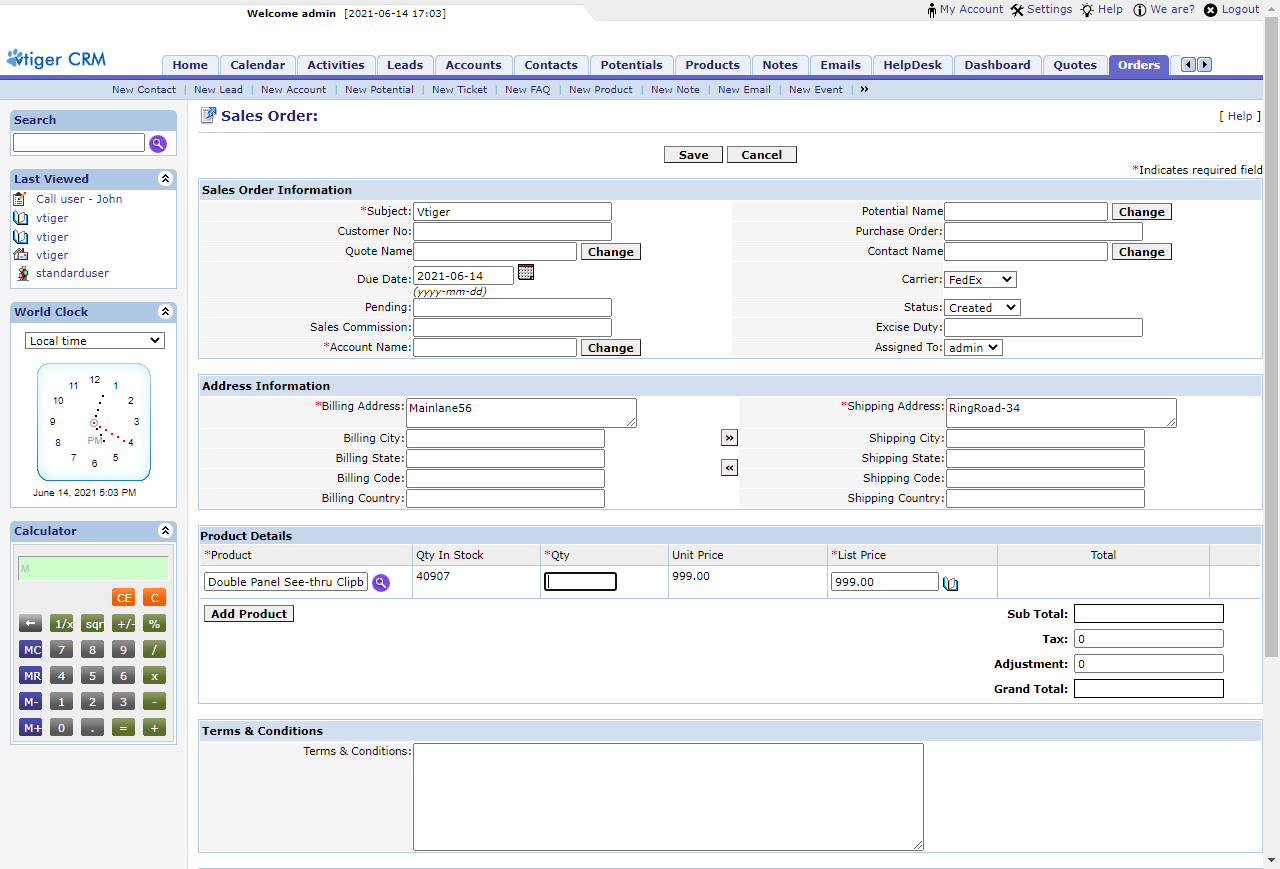 Welcome admin [2021-06-14 17:03] My Account Settings Help We are? Logout
vtiger CRM
Home Calendar Activities Leads Accounts Contacts Potentials Products Notes Emails HelpDesk Dashboard Quotes Orders
New Contact | New Lead | New Account | New Potential | New Ticket | New FAQ | New Product | New Note | New Email | New Event | »
Search
Last Viewed
Call user - John
vtiger
vtiger
vtiger
standarduser
World Clock
Local time
12
11 1
10 2
9 3
PM
8 4
7 5
6
June 14, 2021 5:03 PM
Calculator
M
CE C
← 1/x sqr +/- %
MC 7 8 9 /
MR 4 5 6 x
M- 1 2 3 -
M+ 0 . = +
Sales Order: [ Help ]
Save Cancel
*Indicates required field
Sales Order Information
*Subject: Vtiger Potential Name Change
Customer No: Purchase Order:
Quote Name Change Contact Name Change
Due Date: 2021-06-14 Carrier: FedEx
(yyyy-mm-dd)
Pending: Status: Created
Sales Commission: Excise Duty:
*Account Name: Change Assigned To: admin
Address Information
*Billing Address: Mainlane56 *Shipping Address: RingRoad-34
Billing City: » Shipping City:
Billing State: Shipping State:
« 
Billing Code: Shipping Code:
Billing Country: Shipping Country:
Product Details
*Product Qty In Stock *Qty Unit Price *List Price Total
Double Panel See-thru Clipb 40907 999.00 999.00
Add Product Sub Total:
Tax: 0
Adjustment: 0
Grand Total:
Terms & Conditions
Terms & Conditions: